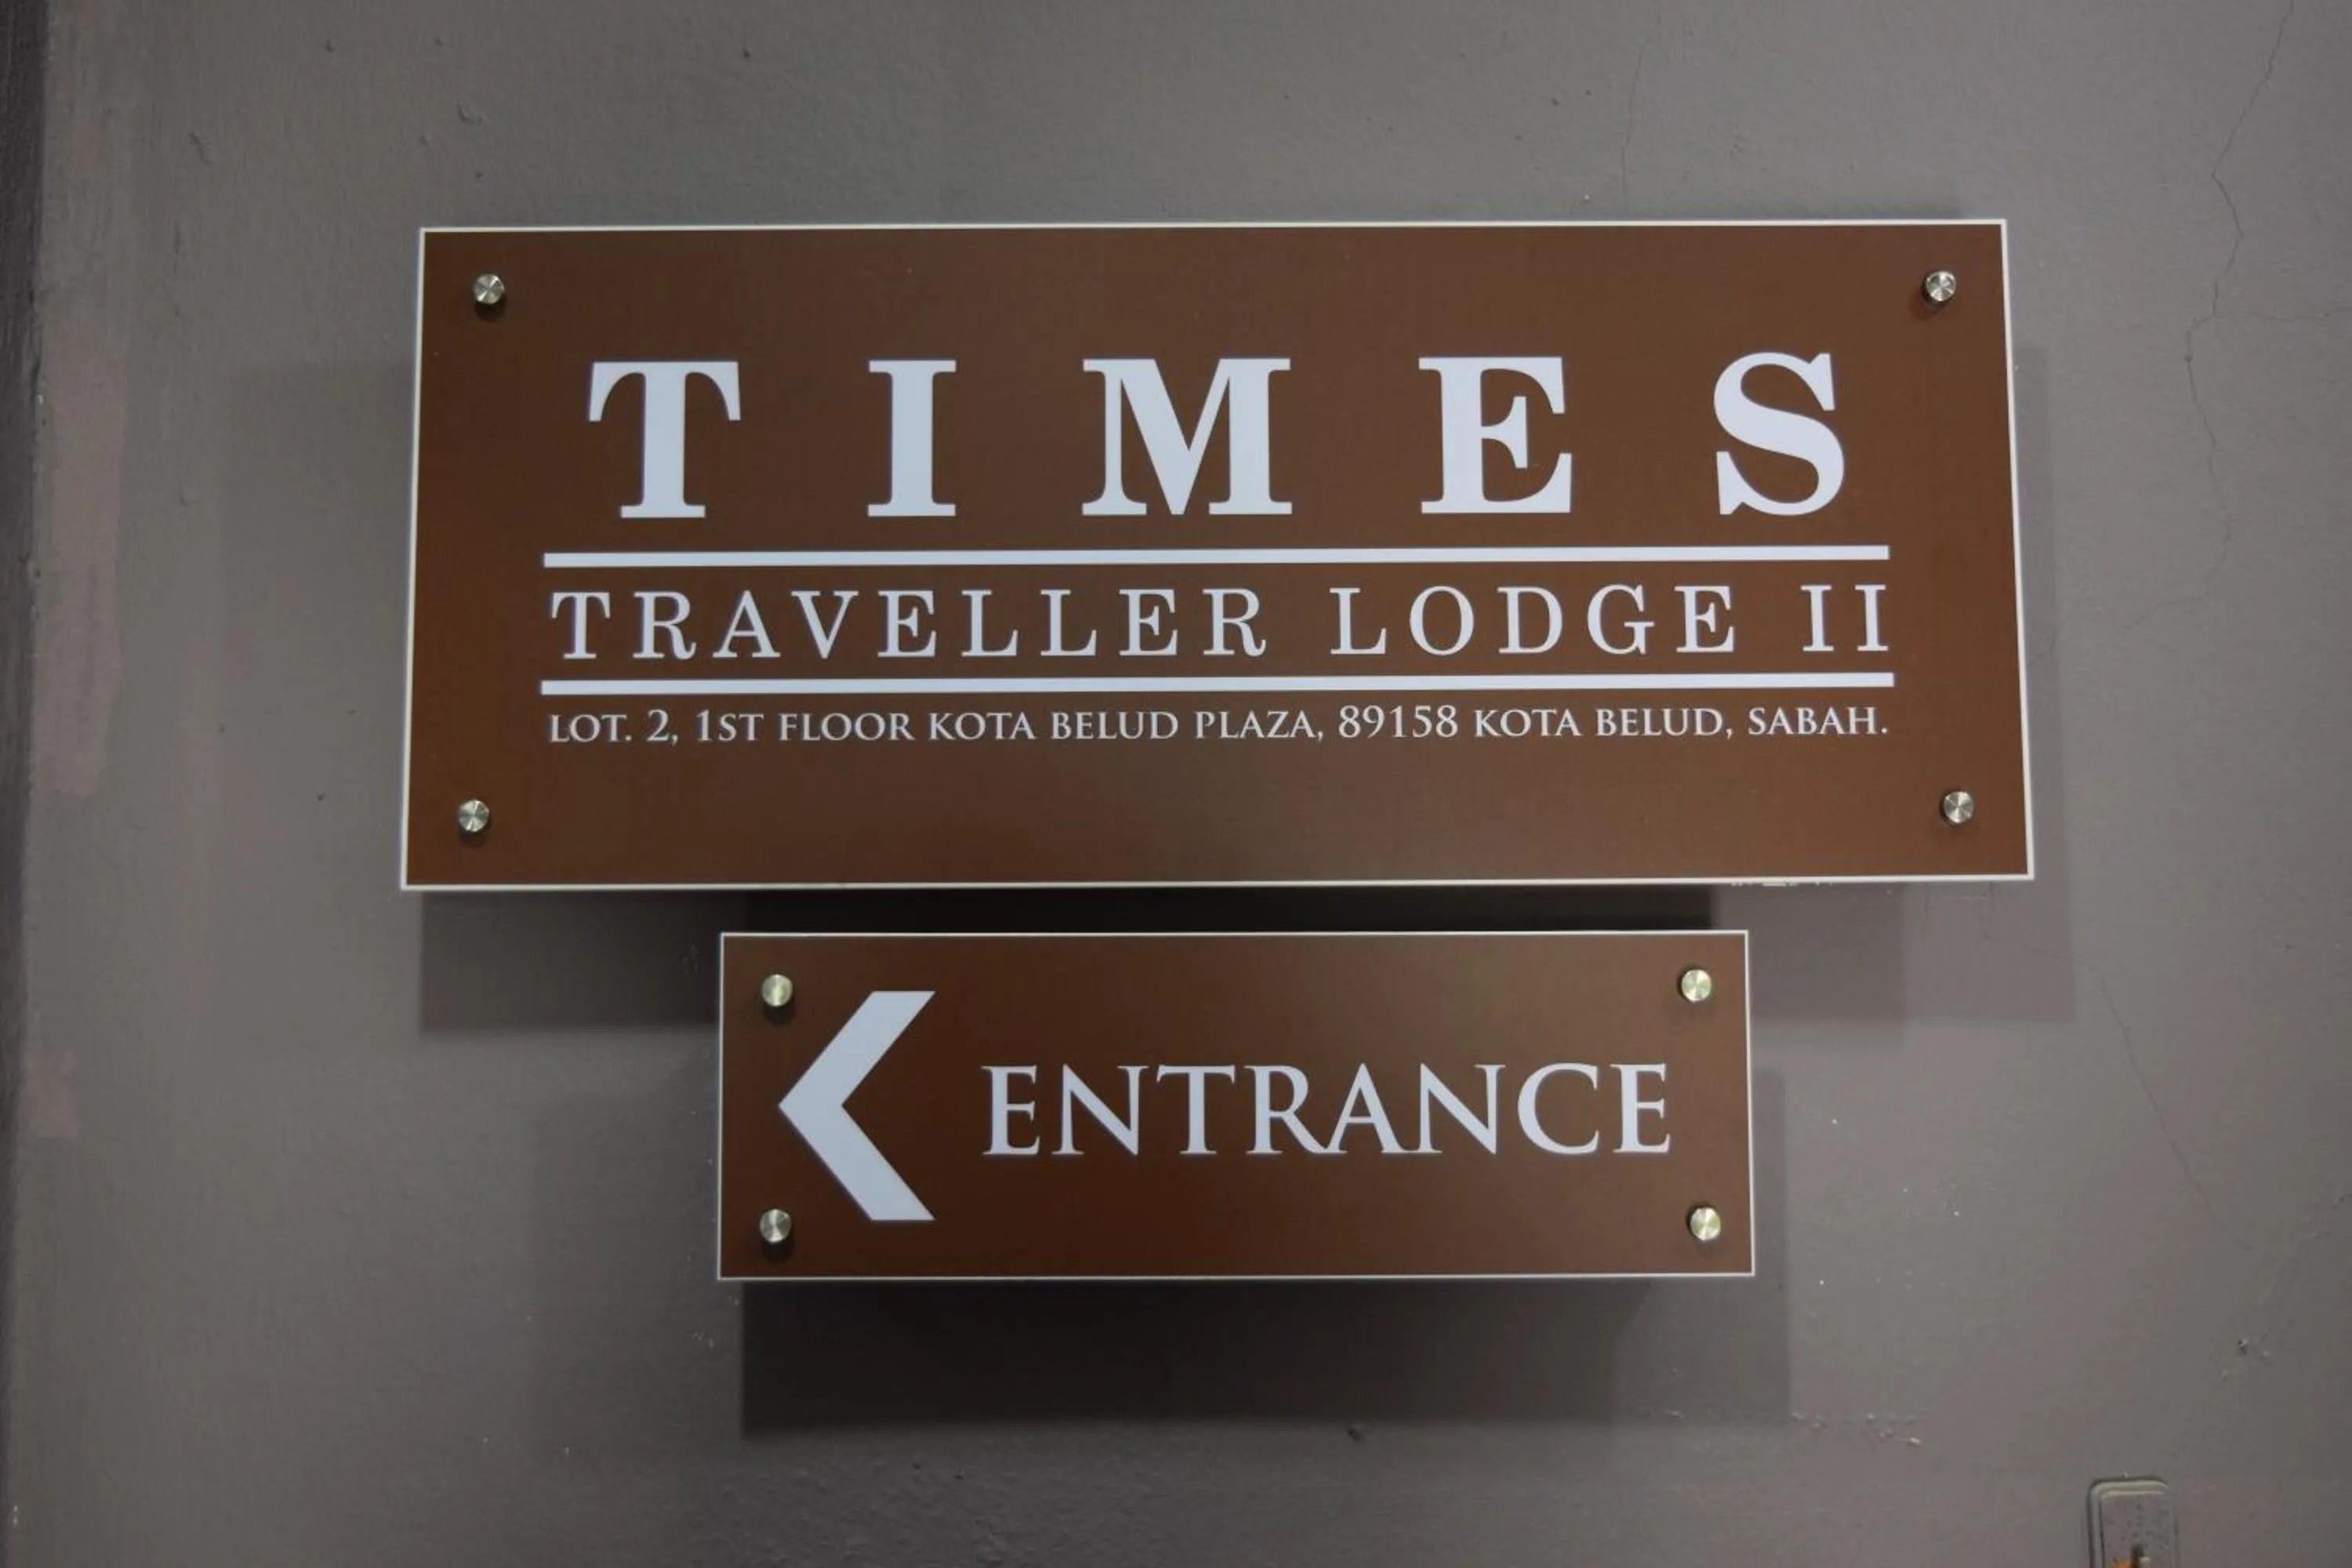 TIMES
TRAVELLER LODGE II
LOT. 2, 1ST FLOOR KOTA BELUD PLAZA, 89158 KOTA BELUD, SABAH.
ENTRANCE